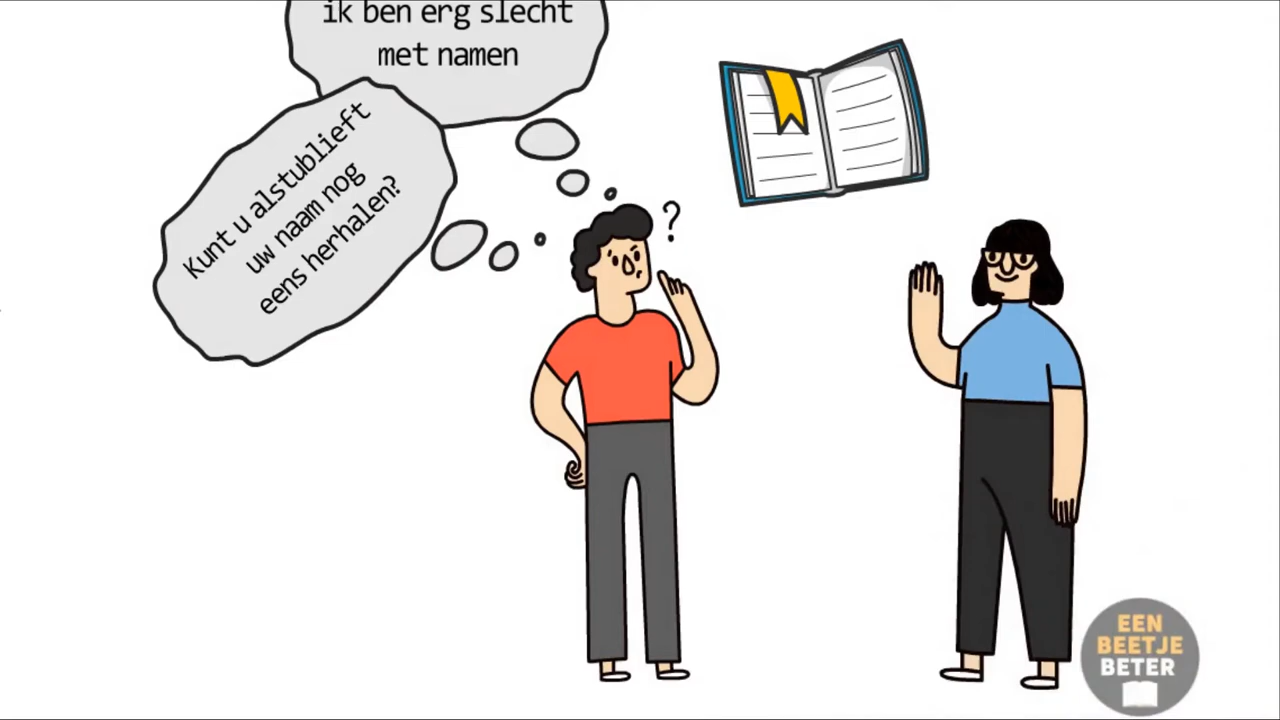 ik ben erg slecht
met namen
Kunt u alstublieft
uw naam nog
eens herhalen?
?
EEN
BEETJE
BETER